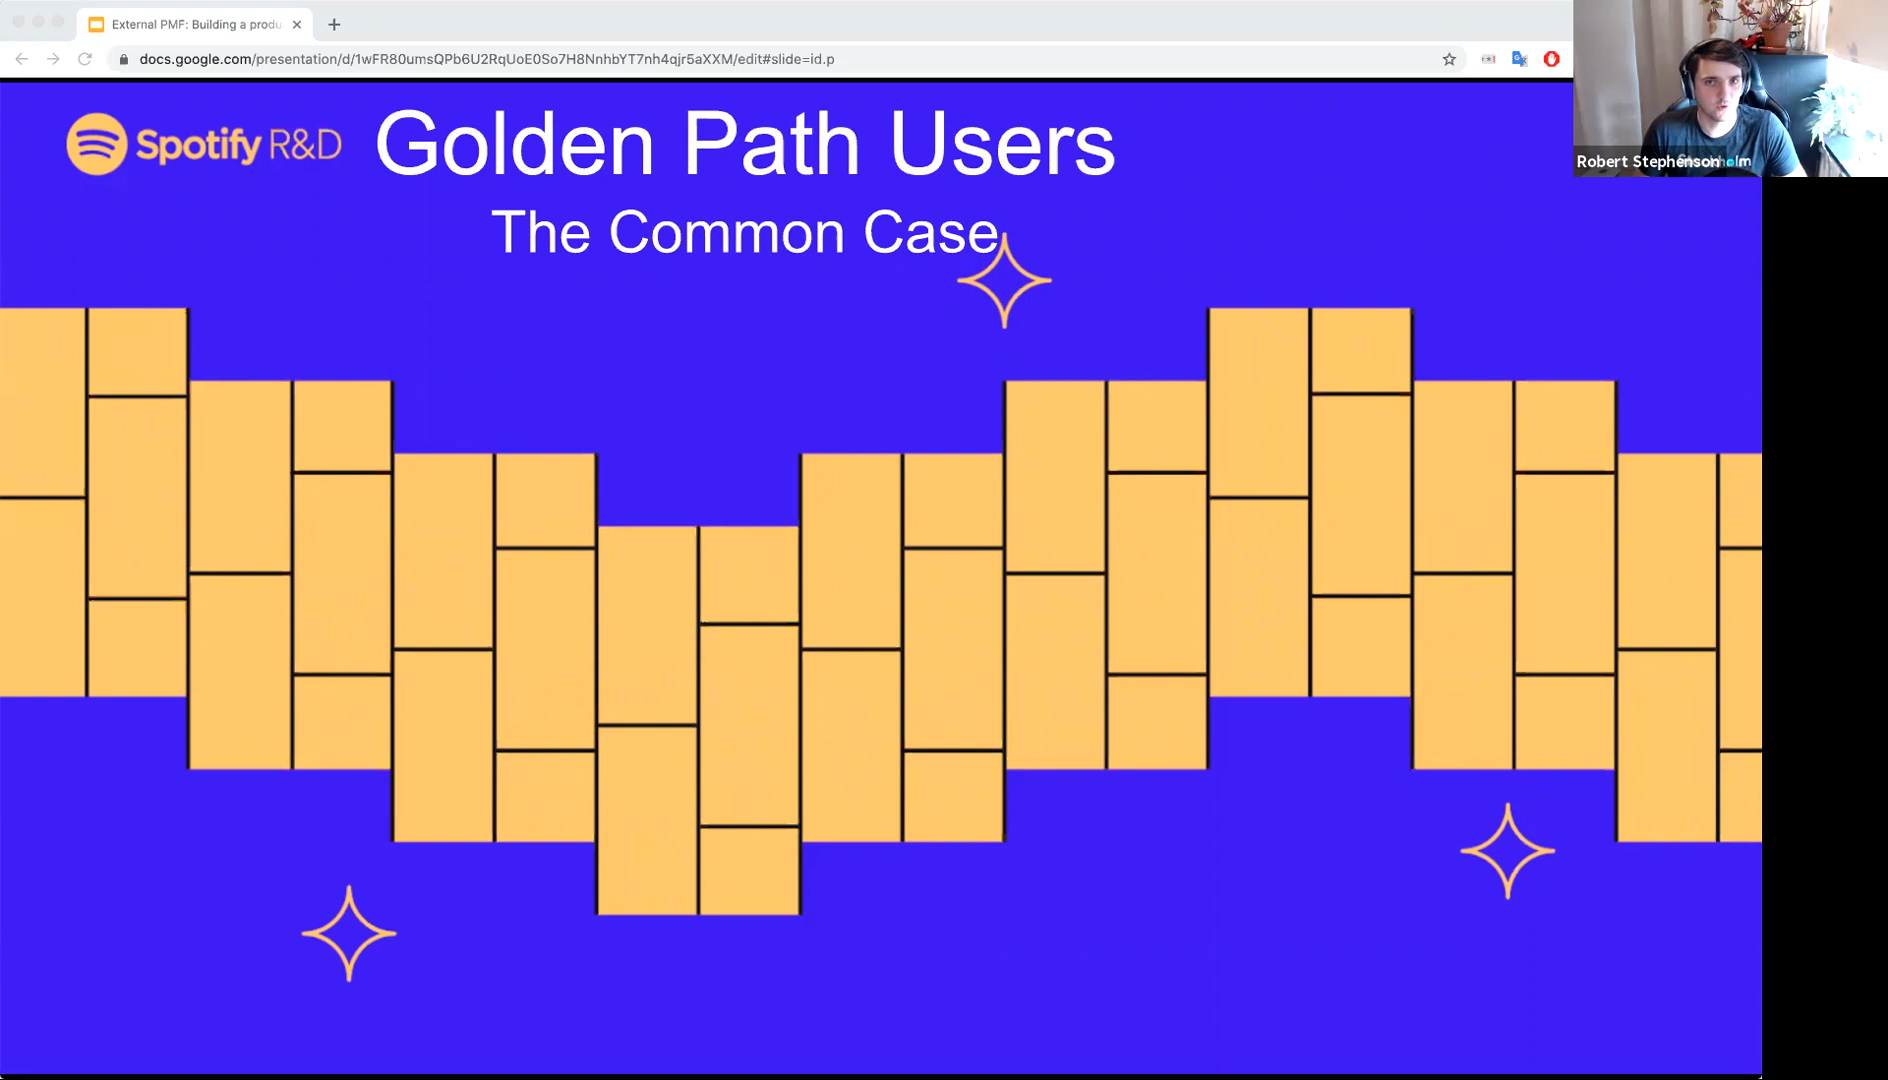 External PMF: Building a produ
docs.google.com/presentation/d/1wFR80umsQPb6U2RqUoE0So7H8NnhbYT7nh4qjr5aXXM/edit#slide=id.p
Spotify R&D
Golden Path Users
The Common Case
Robert Stephenson